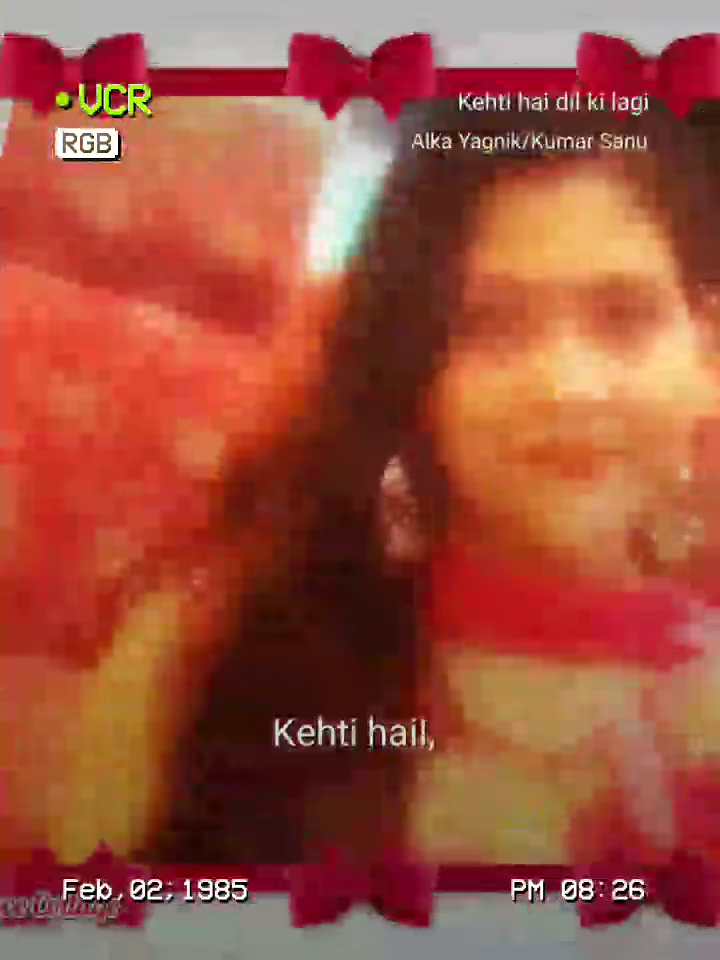 VCR
RGB
Kehti hai dil ki lagi
Alka Yagnik/Kumar Sanu
Kehti hail,
Feb,02;1985
PM 08:26